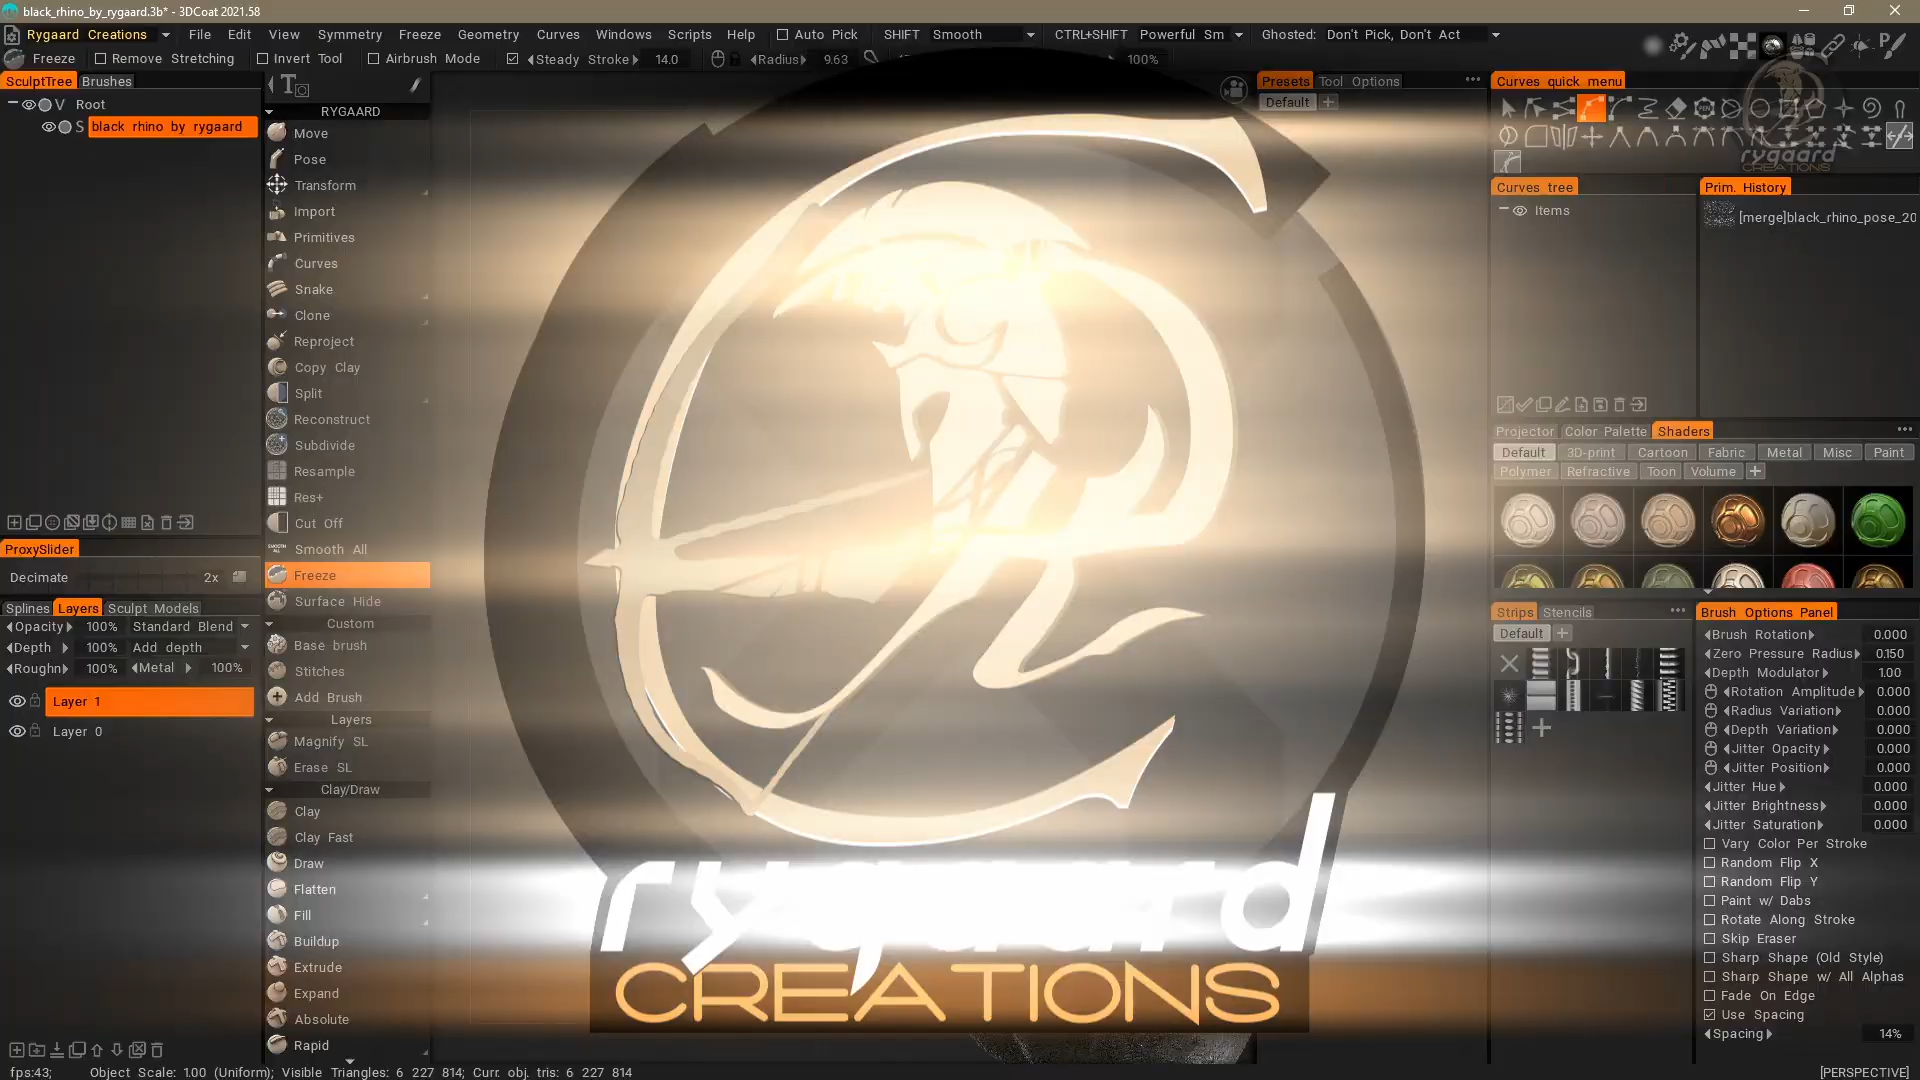 black_rhino_by_rygaard.3b* - 3DCoat 2021.58
Rygaard Creations File Edit View Symmetry Freeze Geometry Curves Windows Scripts Help Auto Pick SHIFT Smooth CTRL+SHIFT Powerful Sm Ghosted: Don't Pick, Don't Act
Freeze Remove Stretching Invert Tool Airbrush Mode Steady Stroke 14.0 Radius 9.63 100%
SculptTree Brushes
Root
black rhino by rygaard
ProxySlider
Decimate 2x
Splines Layers Sculpt Models
Opacity 100% Standard Blend
Depth 100% Add depth
Roughn 100% Metal 100%
Layer 1
Layer 0
RYGAARD
Move
Pose
Transform
Import
Primitives
Curves
Snake
Clone
Reproject
Copy Clay
Split
Reconstruct
Subdivide
Resample
Res+
Cut Off
Smooth All
Freeze
Surface Hide
Custom
Base brush
Stitches
Add Brush
Layers
Magnify SL
Erase SL
Clay/Draw
Clay
Clay Fast
Draw
Flatten
Fill
Buildup
Extrude
Expand
Absolute
Rapid
rygaard
CREATIONS
Presets Tool Options
Default
Curves quick menu
rygaard
CREATIONS
Curves tree
Items
Prim. History
[merge]black_rhino_pose_20
Projector Color Palette Shaders
Default 3D-print Cartoon Fabric Metal Misc Paint
Polymer Refractive Toon Volume
Strips Stencils
Default
Brush Options Panel
Brush Rotation 0.000
Zero Pressure Radius 0.150
Depth Modulator 1.00
Rotation Amplitude 0.000
Radius Variation 0.000
Depth Variation 0.000
Jitter Opacity 0.000
Jitter Position 0.000
Jitter Hue 0.000
Jitter Brightness 0.000
Jitter Saturation 0.000
Vary Color Per Stroke
Random Flip X
Random Flip Y
Paint w/ Dabs
Rotate Along Stroke
Skip Eraser
Sharp Shape (Old Style)
Sharp Shape w/ All Alphas
Fade On Edge
Use Spacing
Spacing 14%
fps:43; Object Scale: 1.00 (Uniform); Visible Triangles: 6 227 814; Curr. obj. tris: 6 227 814 [PERSPECTIVE]